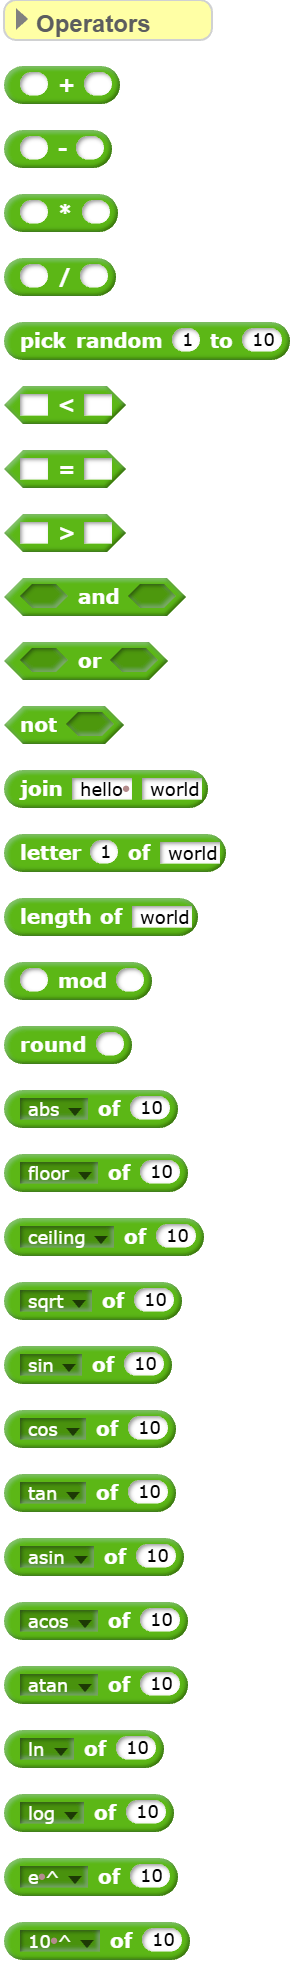 Operators
+
-
*
/
pick random 1 to 10
<
=
>
and
or
not
join hello world
letter 1 of world
length of world
mod
round
abs of 10
floor of 10
ceiling of 10
sqrt of 10
sin of 10
cos of 10
tan of 10
asin of 10
acos of 10
atan of 10
ln of 10
log of 10
e ^ of 10
10 ^ of 10